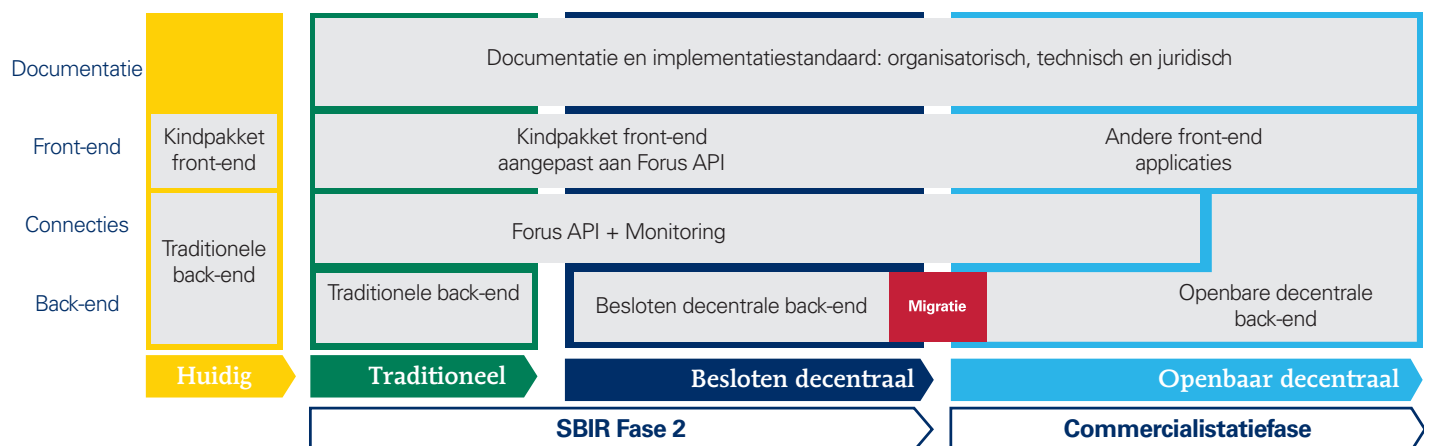 Documentatie
Documentatie en implementatiestandaard: organisatorisch, technisch en juridisch
Front-end
Kindpakket
front-end
Kindpakket front-end
aangepast aan Forus API
Andere front-end
applicaties
Connecties
Traditionele
back-end
Forus API + Monitoring
Back-end
Traditionele back-end
Besloten decentrale back-end
Migratie
Openbare decentrale
back-end
Huidig
Traditioneel
Besloten decentraal
Openbaar decentraal
SBIR Fase 2
Commercialistatiefase